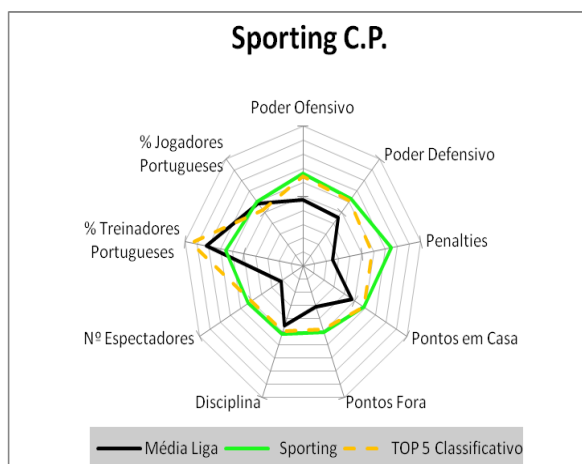 Sporting C.P.
Poder Ofensivo
% Jogadores
Portugueses
Poder Defensivo
% Treinadores
Portugueses
Penalties
Nº Espectadores
Pontos em Casa
Disciplina
Pontos Fora
Média Liga
Sporting
TOP 5 Classificativo